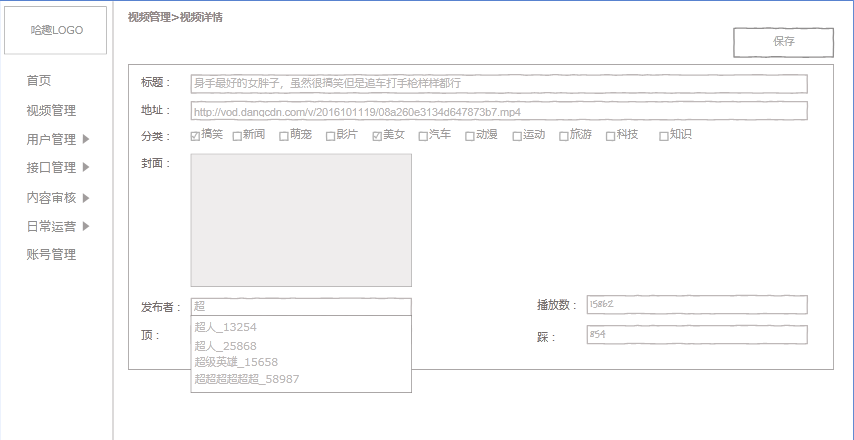 哈趣LOGO
首页
视频管理
用户管理
接口管理
内容审核
日常运营
账号管理
视频管理>视频详情
保存
标题： 身手最好的女胖子，虽然很搞笑但是追车打手枪样样都行
地址： http://vod.dangcdn.com/v/2016101119/08a260e3134d647873b7.mp4
分类： 搞笑 新闻 萌宠 影片 美女 汽车 动漫 运动 旅游 科技 知识
封面：
发布者： 超 播放数： 15862
超人_13254
顶： 踩： 854
超人_25868
超级英雄_15658
超超超超超超_58987